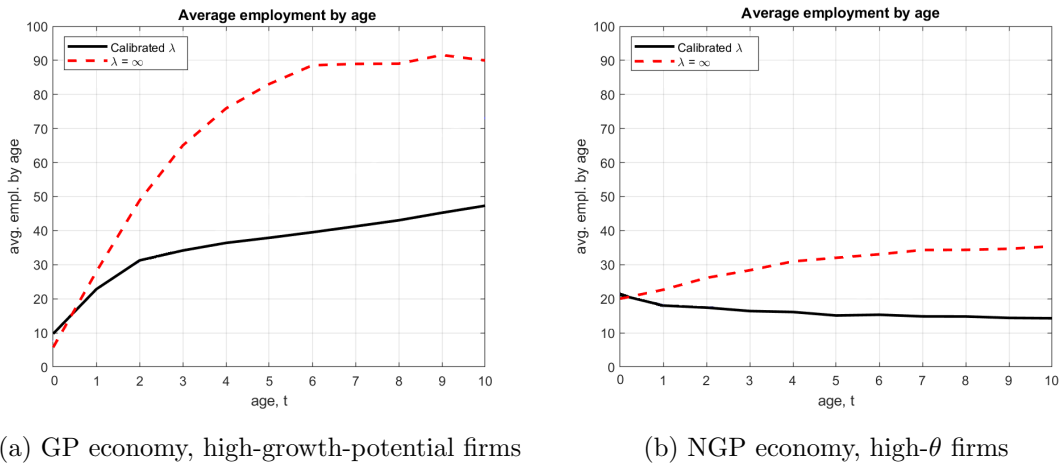 Average employment by age
100
90
80
70
60
50
40
30
20
10
0
avg. empl. by age
Calibrated λ
λ = ∞
0 1 2 3 4 5 6 7 8 9 10
age, t
(a) GP economy, high-growth-potential firms
Average employment by age
100
90
80
70
60
50
40
30
20
10
0
avg. empl. by age
Calibrated λ
λ = ∞
0 1 2 3 4 5 6 7 8 9 10
age, t
(b) NGP economy, high-θ firms